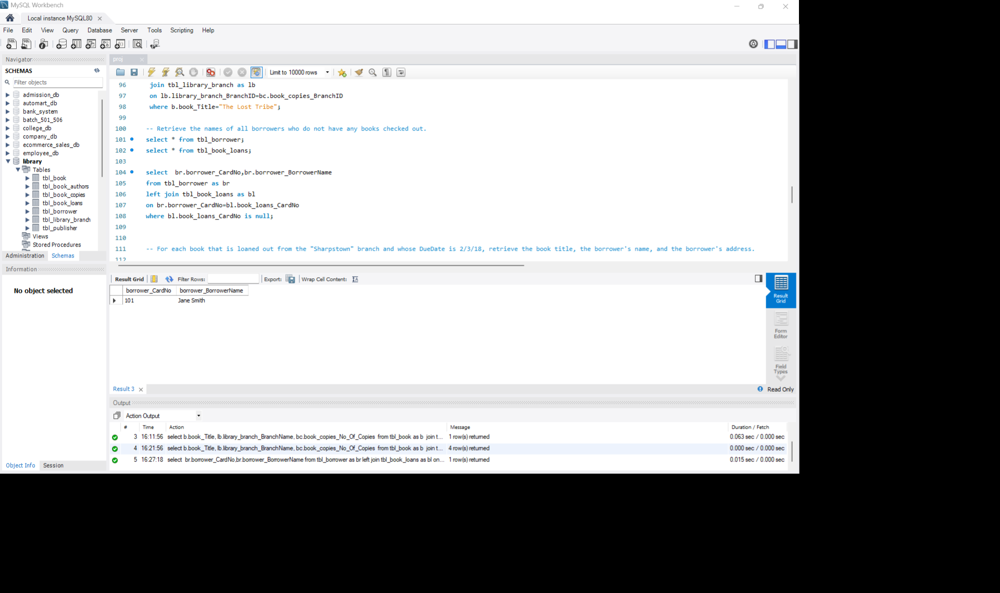 MySQL Workbench
Local instance MySQL80
File Edit View Query Database Server Tools Scripting Help
Navigator
SCHEMAS
Filter objects
admission_db
automart_db
bank_system
batch_501_506
college_db
company_db
ecommerce_sales_db
employee_db
library
Tables
tbl_book
tbl_book_authors
tbl_book_copies
tbl_book_loans
tbl_borrower
tbl_library_branch
tbl_publisher
Views
Stored Procedures
Administration Schemas
Information
No object selected
Object Info Session
proj
Limit to 10000 rows
96 join tbl_library_branch as lb
97 on lb.library_branch_BranchID=bc.book_copies_BranchID
98 where b.book_Title="The Lost Tribe";
99
100 -- Retrieve the names of all borrowers who do not have any books checked out.
101 select * from tbl_borrower;
102 select * from tbl_book_loans;
103
104 select  br.borrower_CardNo,br.borrower_BorrowerName
105 from tbl_borrower as br
106 left join tbl_book_loans as bl
107 on br.borrower_CardNo=bl.book_loans_CardNo
108 where bl.book_loans_CardNo is null;
109
110
111 -- For each book that is loaned out from the "Sharpstown" branch and whose DueDate is 2/3/18, retrieve the book title, the borrower's name, and the borrower's address.
112
Result Grid Filter Rows: Export: Wrap Cell Content:
borrower_CardNo borrower_BorrowerName
101 Jane Smith
Result Grid
Form Editor
Field Types
Result 3
Read Only
Output
Action Output
# Time Action Message Duration / Fetch
3 16:11:56 select b.book_Title, lb.library_branch_BranchName, bc.book_copies_No_Of_Copies from tbl_book as b join t... 1 row(s) returned 0.063 sec / 0.000 sec
4 16:21:56 select b.book_Title, lb.library_branch_BranchName, bc.book_copies_No_Of_Copies from tbl_book as b join t... 4 row(s) returned 0.000 sec / 0.000 sec
5 16:27:18 select br.borrower_CardNo,br.borrower_BorrowerName from tbl_borrower as br left join tbl_book_loans as bl on... 1 row(s) returned 0.015 sec / 0.000 sec